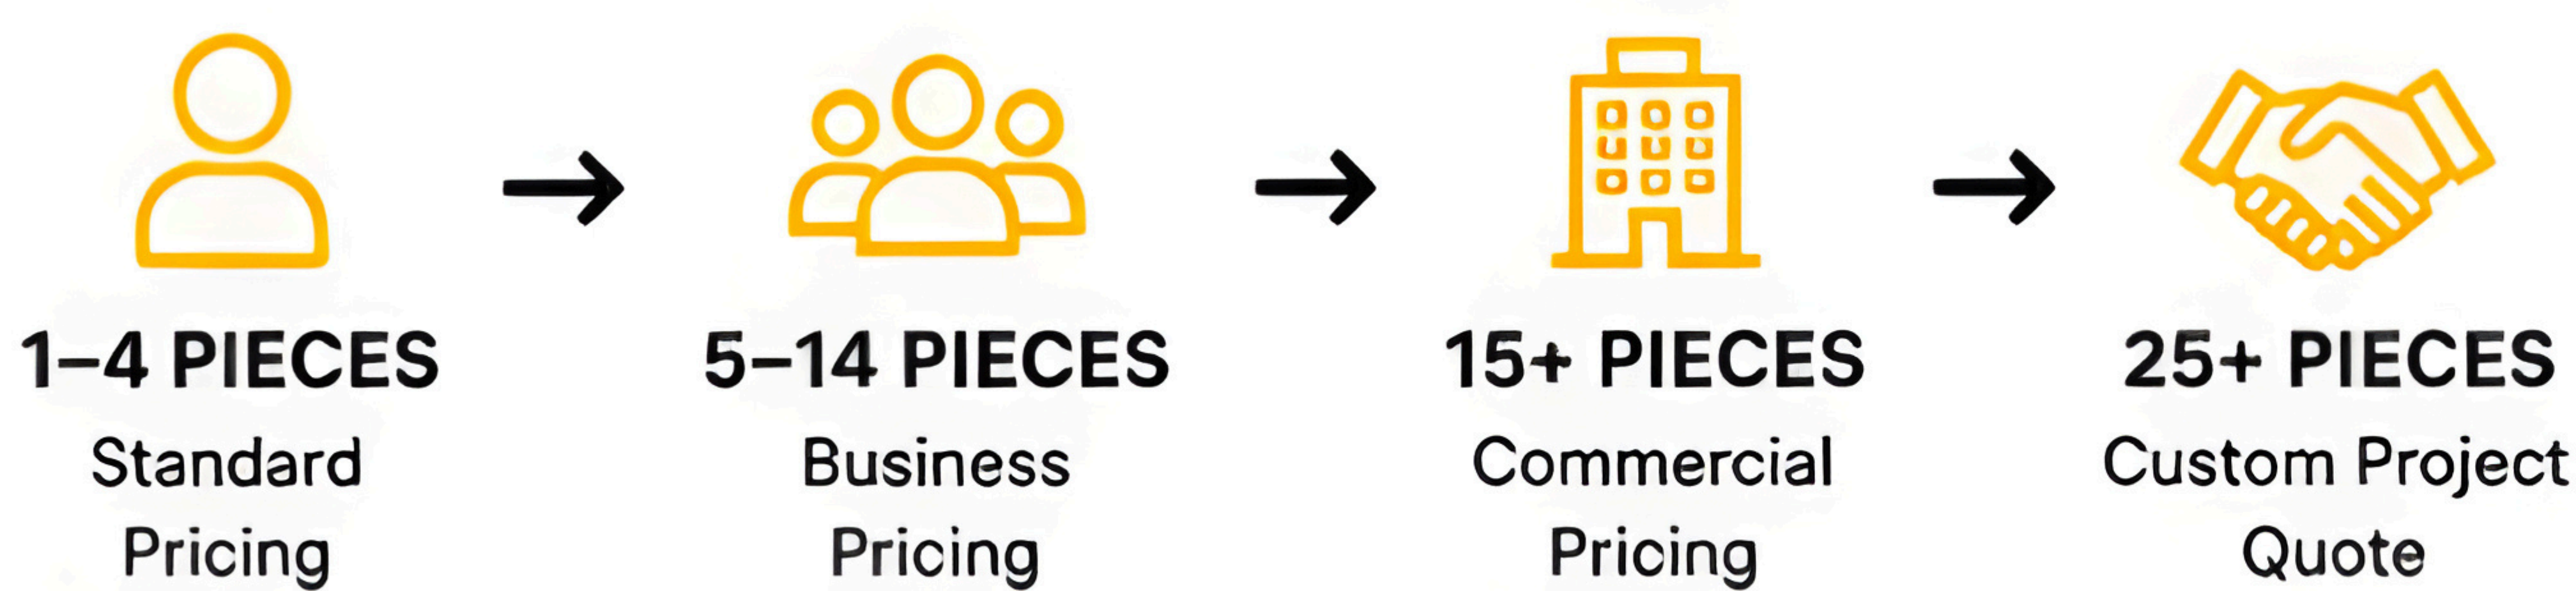 1–4 PIECES
Standard
Pricing
5–14 PIECES
Business
Pricing
15+ PIECES
Commercial
Pricing
25+ PIECES
Custom Project
Quote